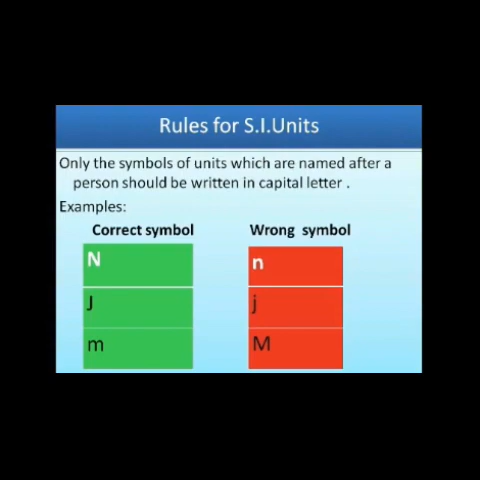 Rules for S.I.Units
Only the symbols of units which are named after a
person should be written in capital letter .
Examples:
Correct symbol Wrong symbol
N n
J j
m M